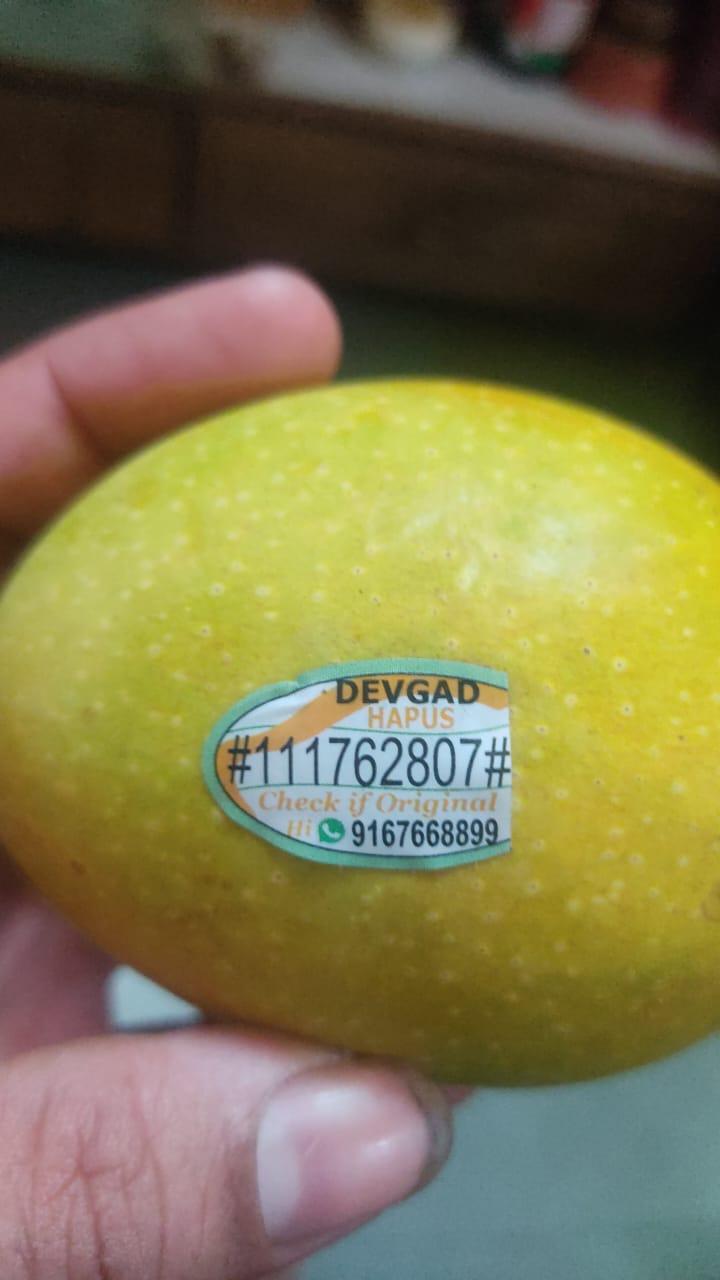 DEVGAD
HAPUS
#111762807#
Check if Original
Hi 9167668899